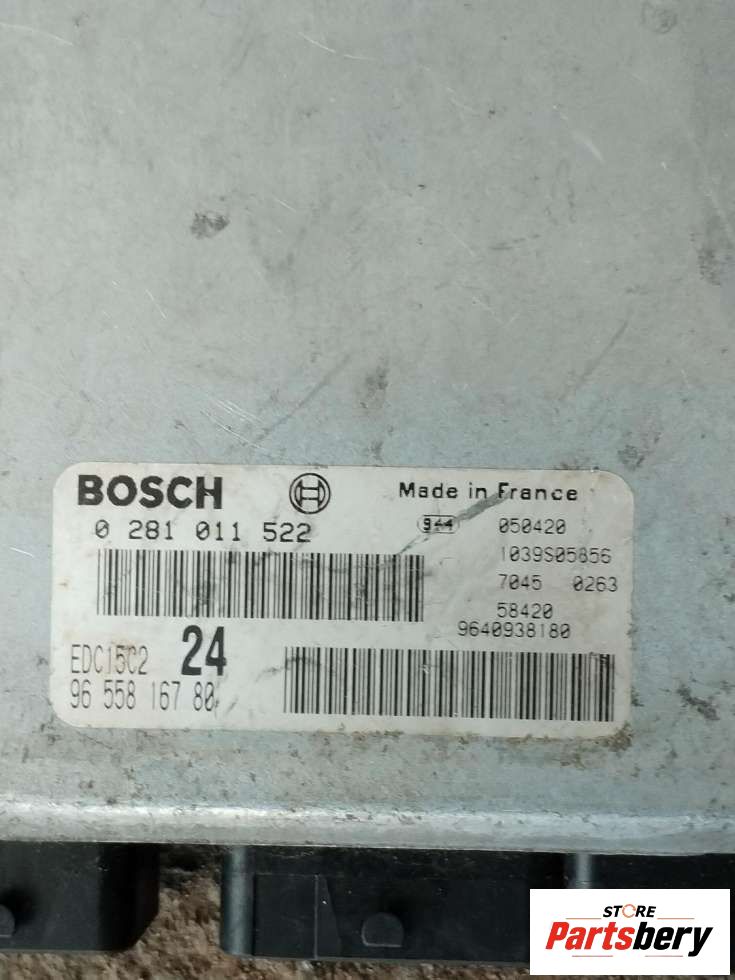 BOSCH
Made in France
0 281 011 522
944
050420
1039S05856
7045 0263
58420
9640938180
EDC15C2
24
96 558 167 80
STORE
Partsbery